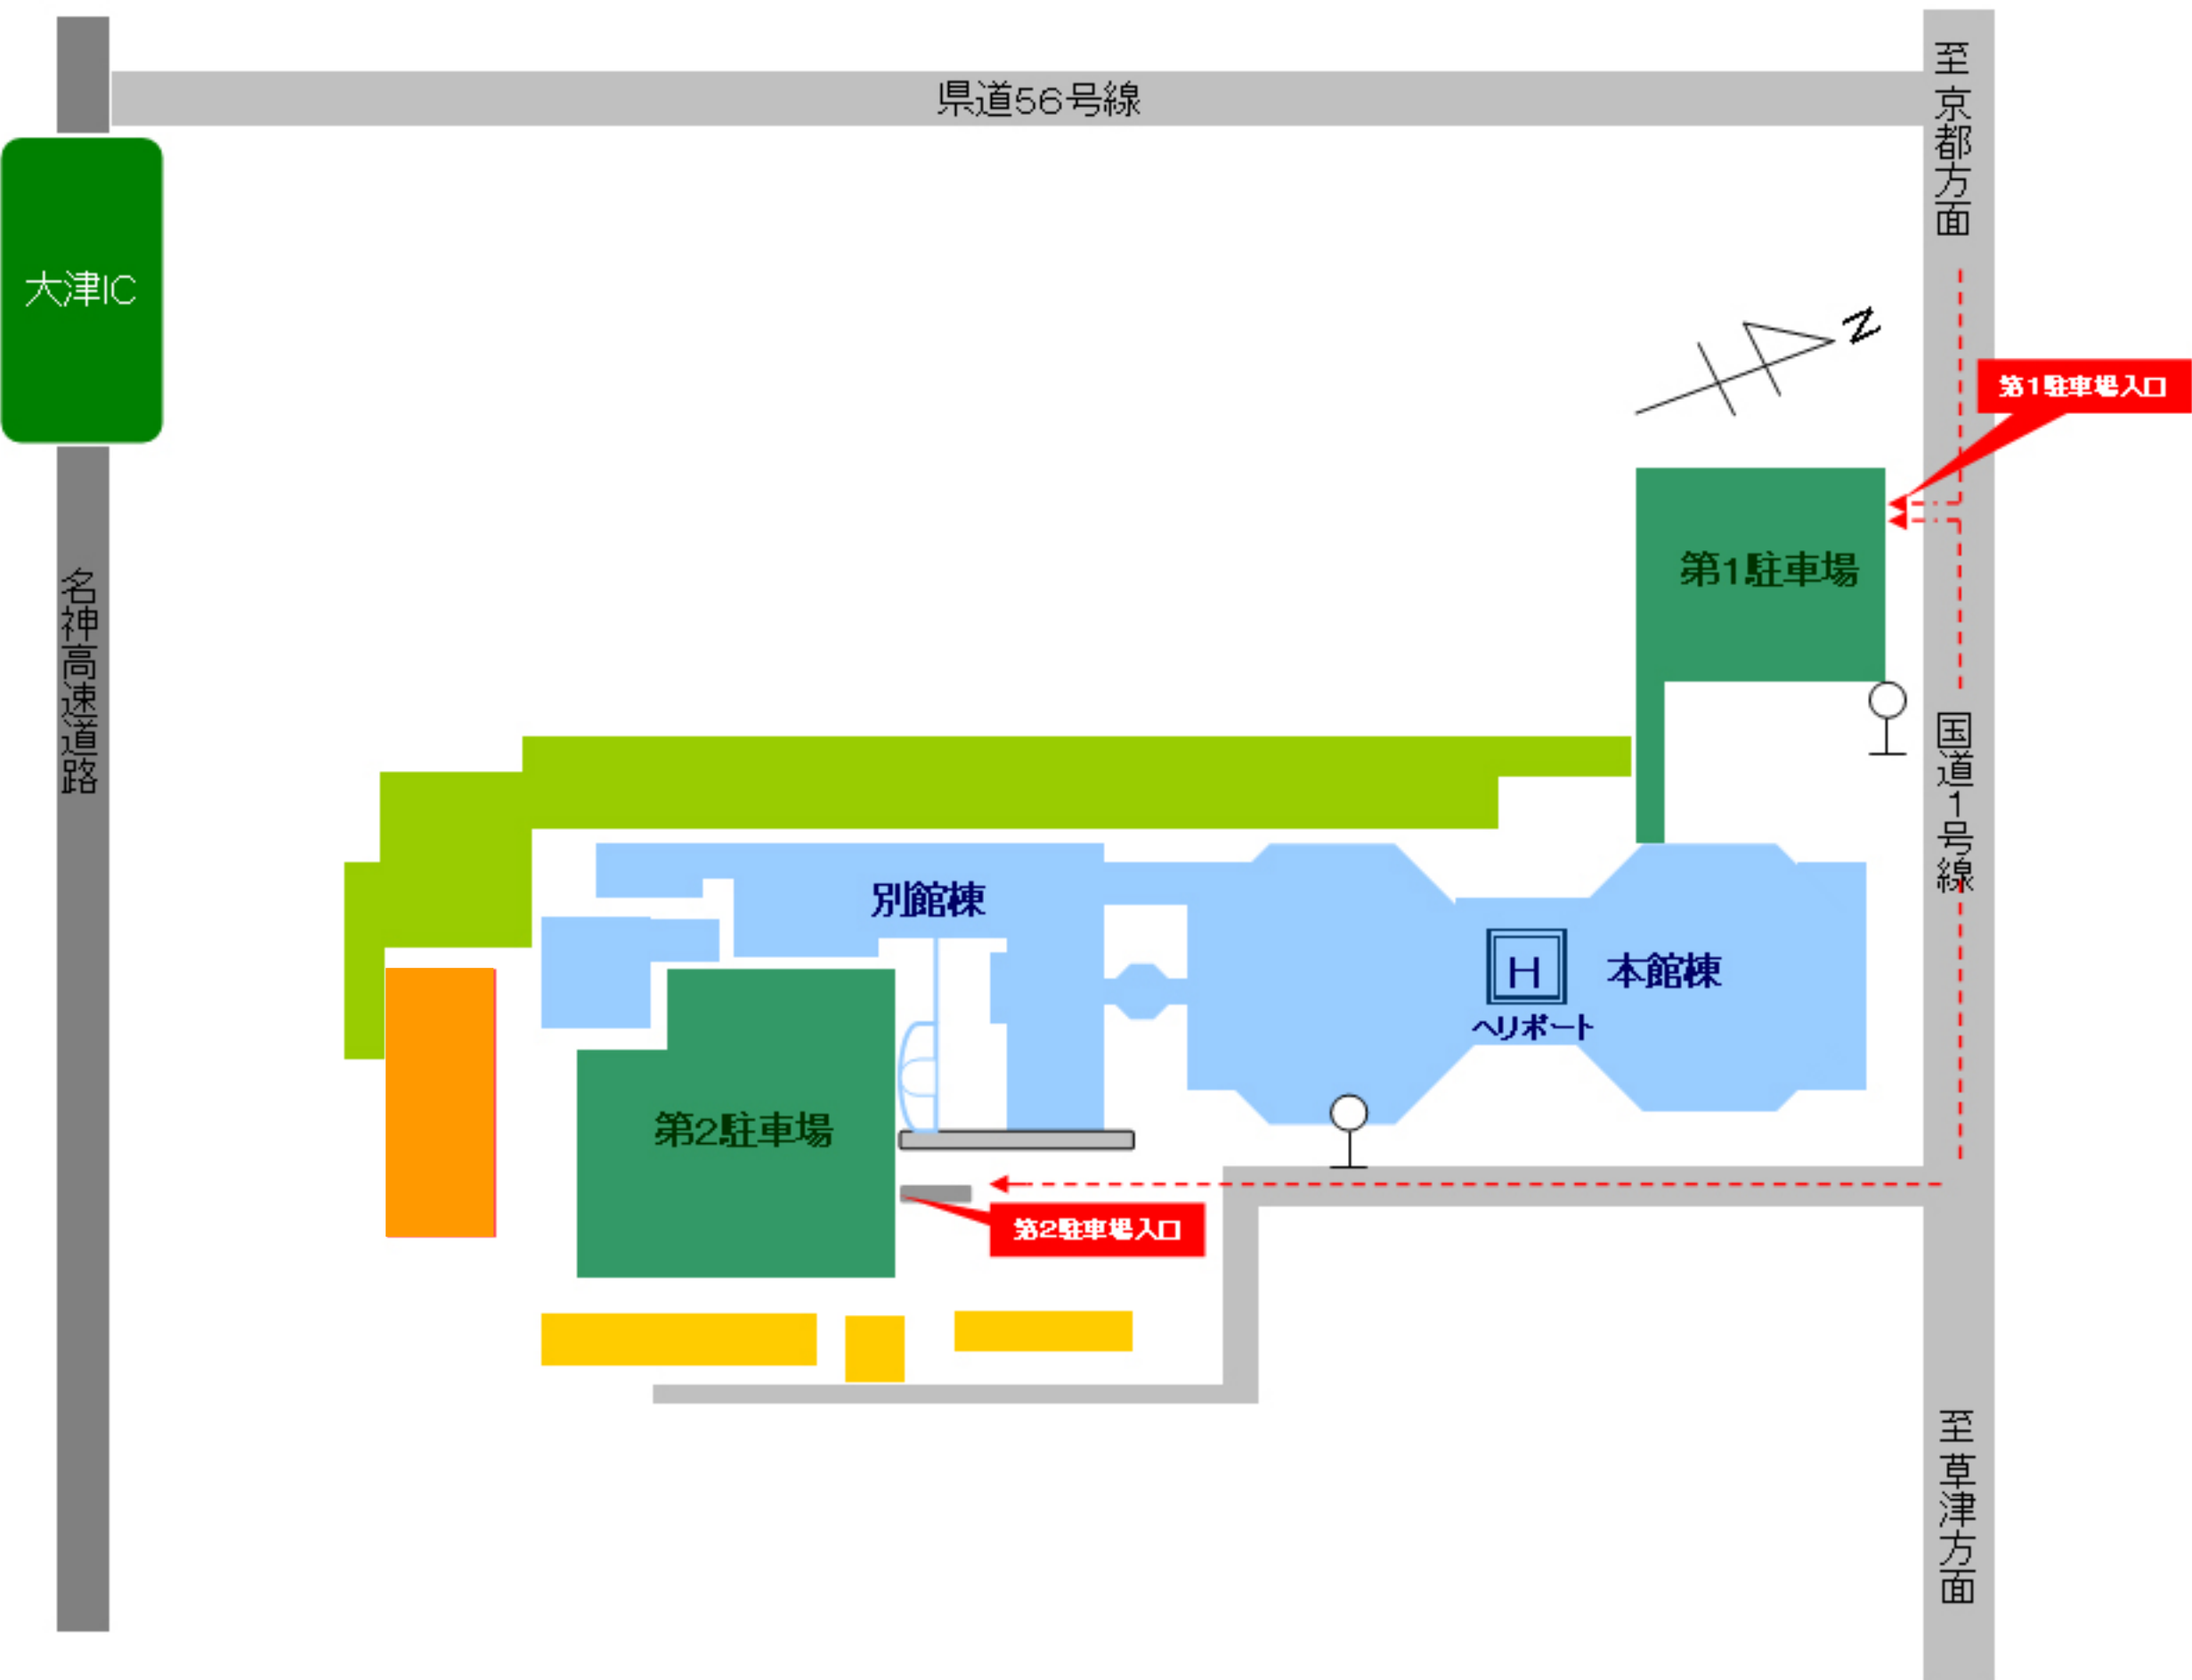 県道56号線
至 京都方面
大津IC
N
第1駐車場入口
第1駐車場
名神高速道路
国道1号線
別館棟
H
本館棟
ヘリポート
第2駐車場
第2駐車場入口
至 草津方面